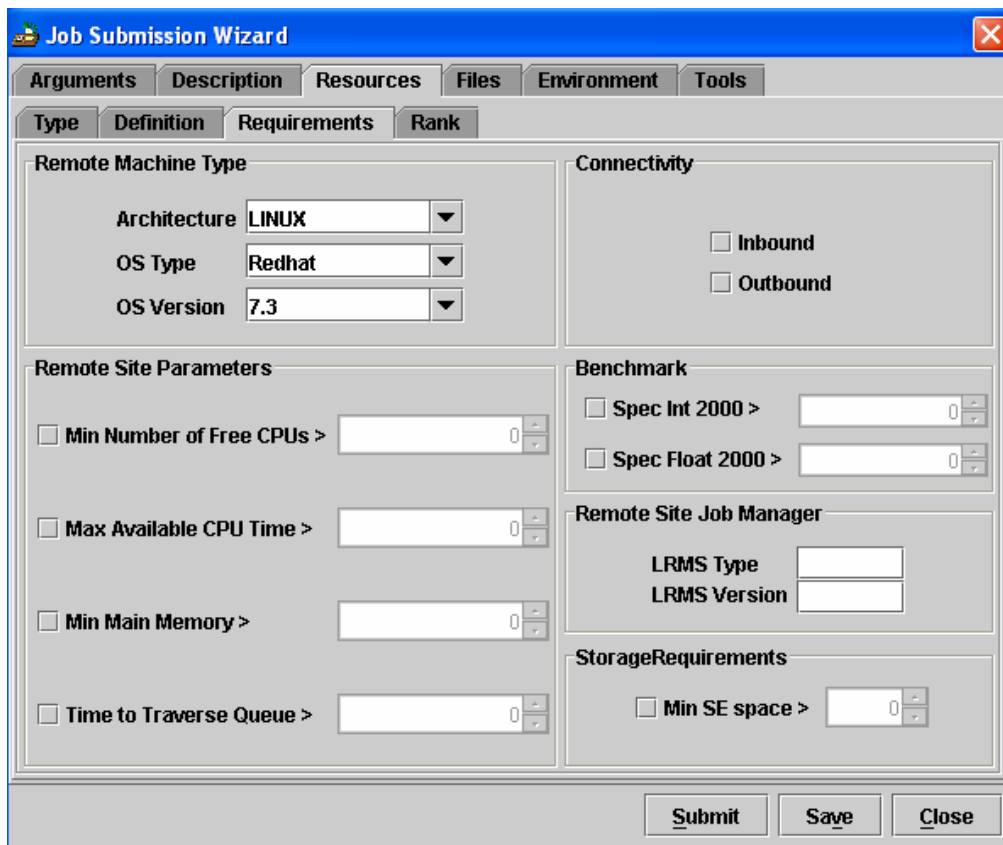 Job Submission Wizard
Arguments Description Resources Files Environment Tools
Type Definition Requirements Rank
Remote Machine Type
Architecture LINUX
OS Type Redhat
OS Version 7.3
Connectivity
Inbound
Outbound
Remote Site Parameters
Min Number of Free CPUs > 0
Max Available CPU Time > 0
Min Main Memory > 0
Time to Traverse Queue > 0
Benchmark
Spec Int 2000 > 0
Spec Float 2000 > 0
Remote Site Job Manager
LRMS Type
LRMS Version
StorageRequirements
Min SE space > 0
Submit Save Close